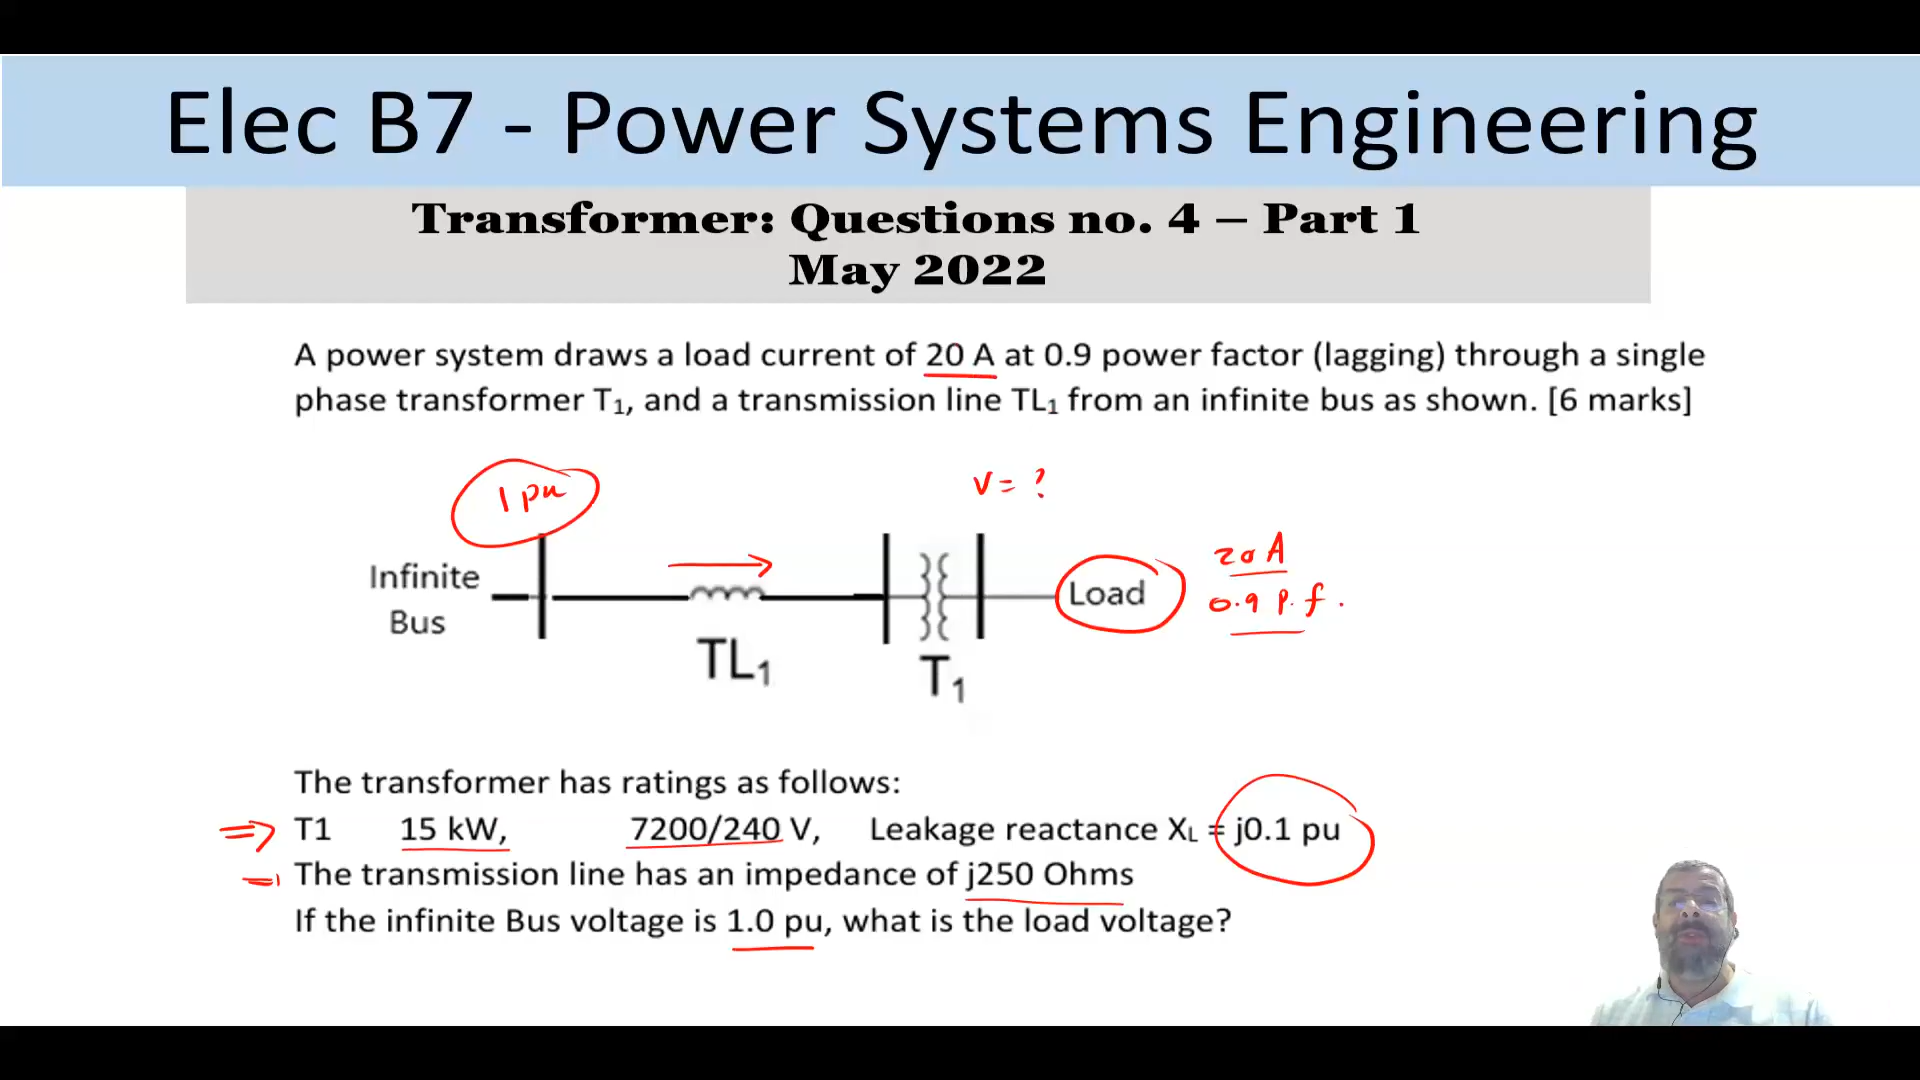 Elec B7 - Power Systems Engineering
Transformer: Questions no. 4 – Part 1
May 2022
A power system draws a load current of 20 A at 0.9 power factor (lagging) through a single
phase transformer T₁, and a transmission line TL₁ from an infinite bus as shown. [6 marks]
1 pu
V = ?
Infinite
Bus
TL₁
T₁
Load
20 A
0.9 p.f.
The transformer has ratings as follows:
⇒ T1 15 kW, 7200/240 V, Leakage reactance XL = j0.1 pu
The transmission line has an impedance of j250 Ohms
If the infinite Bus voltage is 1.0 pu, what is the load voltage?